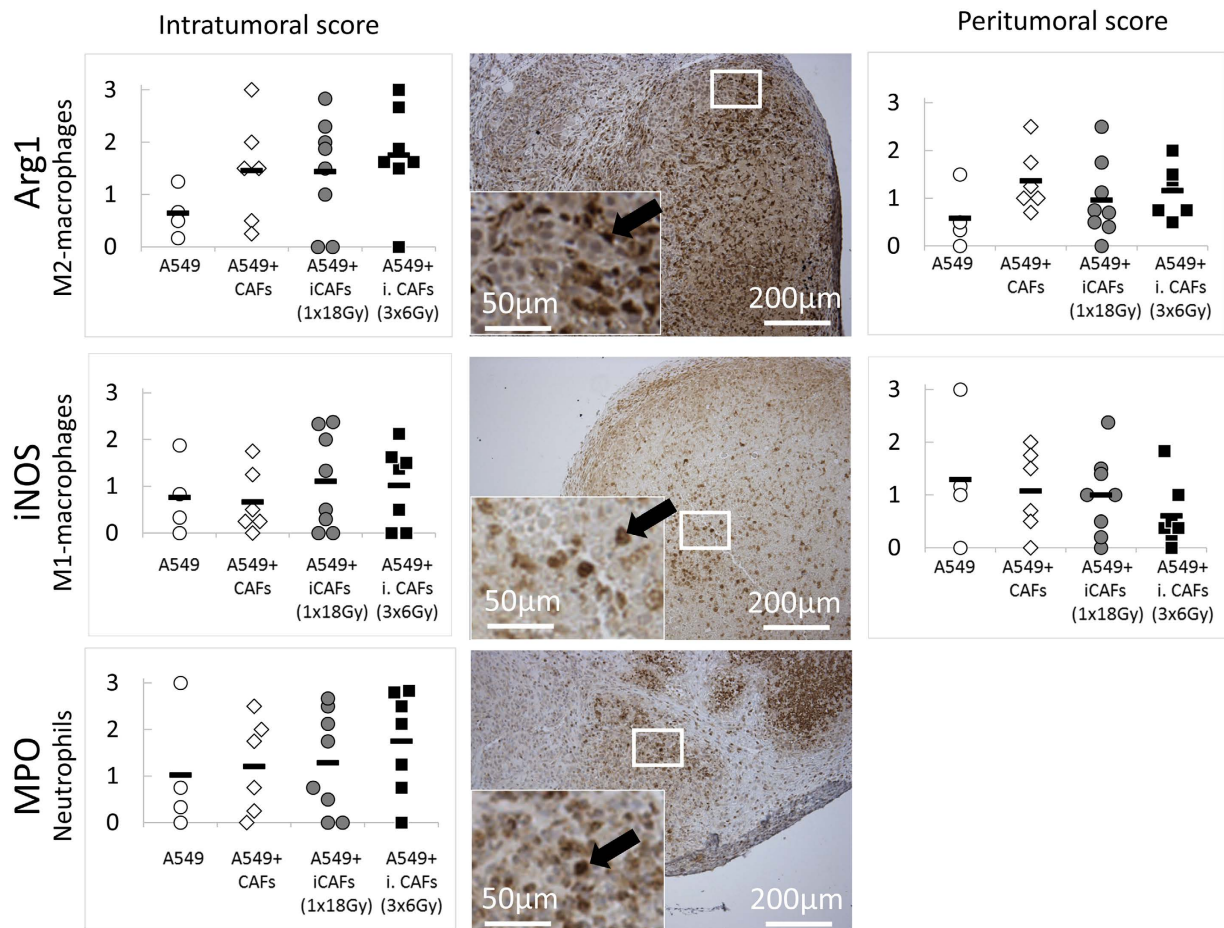 Intratumoral score
Peritumoral score
Arg1
M2-macrophages
3
2
1
0
A549
A549+
CAFs
A549+
iCAFs
(1x18Gy)
A549+
i. CAFs
(3x6Gy)
50µm
200µm
3
2
1
0
A549
A549+
CAFs
A549+
iCAFs
(1x18Gy)
A549+
i. CAFs
(3x6Gy)
iNOS
M1-macrophages
3
2
1
0
A549
A549+
CAFs
A549+
iCAFs
(1x18Gy)
A549+
i. CAFs
(3x6Gy)
50µm
200µm
3
2
1
0
A549
A549+
CAFs
A549+
iCAFs
(1x18Gy)
A549+
i. CAFs
(3x6Gy)
MPO
Neutrophils
3
2
1
0
A549
A549+
CAFs
A549+
iCAFs
(1x18Gy)
A549+
i. CAFs
(3x6Gy)
50µm
200µm